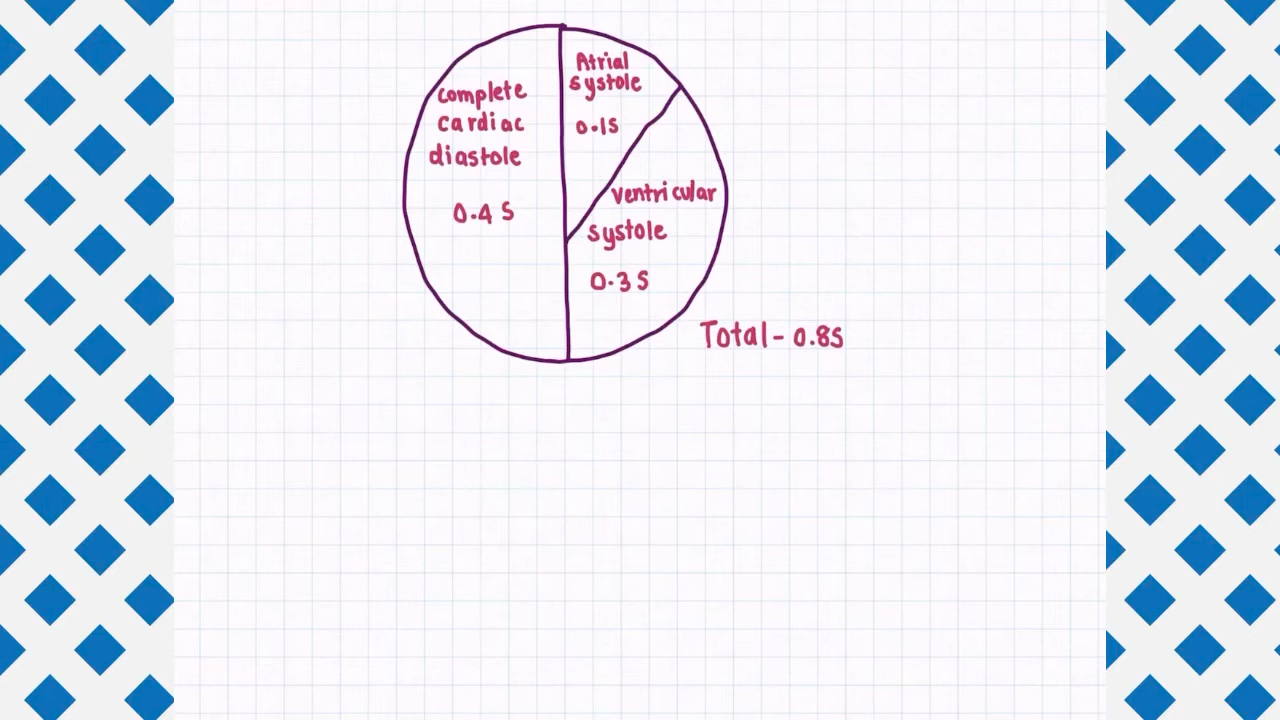 complete
cardiac
diastole
0.4 S
Atrial
systole
0.1S
ventricular
systole
0.3 S
Total - 0.8S